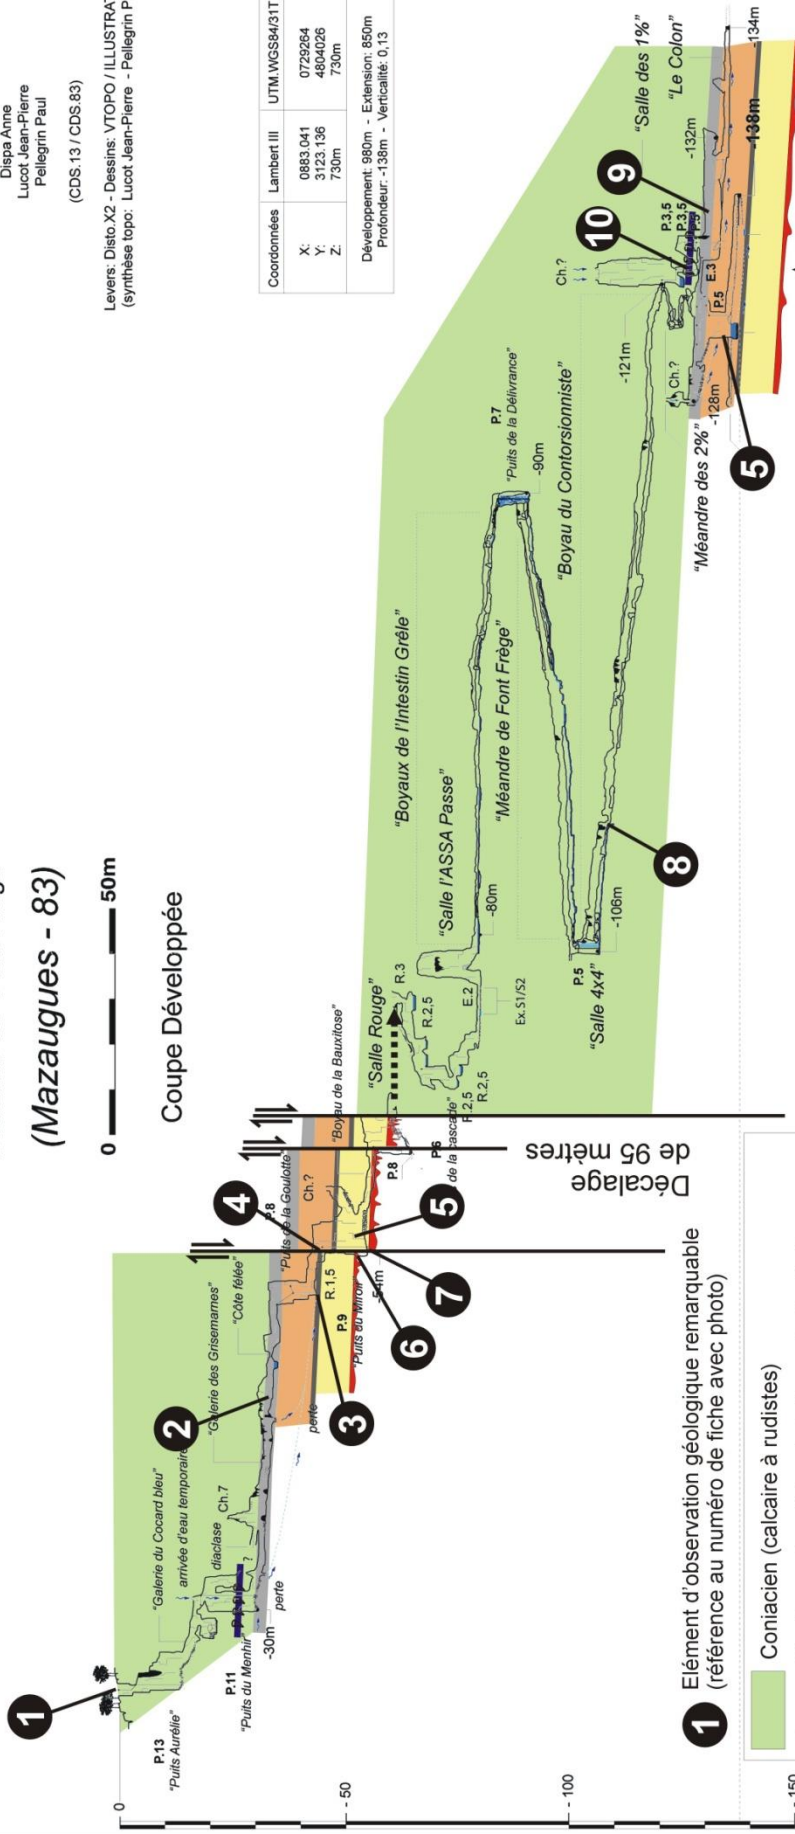 Dispa Anne
Lucot Jean-Pierre
Pellegrin Paul
(CDS.13 / CDS.83)
Levers: Disto.X2 - Dessins: VTOPO / ILLUSTRA
(synthèse topo: Lucot Jean-Pierre - Pellegrin P
Coordonnées Lambert III UTM.WGS84/31T
X: 0883.041 0729264
Y: 3123.136 4804026
Z: 730m 730m
Développement: 980m - Extension: 850m
Profondeur: -138m - Verticalité: 0,13
(Mazaugues - 83)
0 50m
Coupe Développée
0
- 50
- 100
- 150
1
P.13
"Puits Aurélie"
"Galerie du Cocard bleu"
arrivée d'eau temporaire
diaclase
Ch.7
?
P.11
"Puits du Menhir"
-30m
perte
2
"Galerie des Grisemarnes"
"Côte fêlée"
perte
3
4
P.8
"Puits de la Goulotte"
Ch.?
R.1,5
P.9
"Puits du Miroir"
-54m
5
6
7
"Boyau de la Bauxitose"
P.8
P.6
de la cascade"
Décalage
de 95 mètres
"Salle Rouge"
R.3
R.2,5
R.2,5
R.2,5
E.2
Ex.S1/S2
"Salle l'ASSA Passe"
-80m
"Boyaux de l'Intestin Grêle"
P.7
"Puits de la Délivrance"
-90m
"Méandre de Font Frège"
P.5
"Salle 4x4"
-106m
8
"Boyau du Contorsionniste"
-121m
Ch.?
Ch.?
-128m
"Méandre des 2%"
5
10
P.3,5
P.3,5
P.5
E.3
9
"Salle des 1%"
"Le Colon"
-132m
-134m
-138m
1 Elément d'observation géologique remarquable
(référence au numéro de fiche avec photo)
Coniacien (calcaire à rudistes)